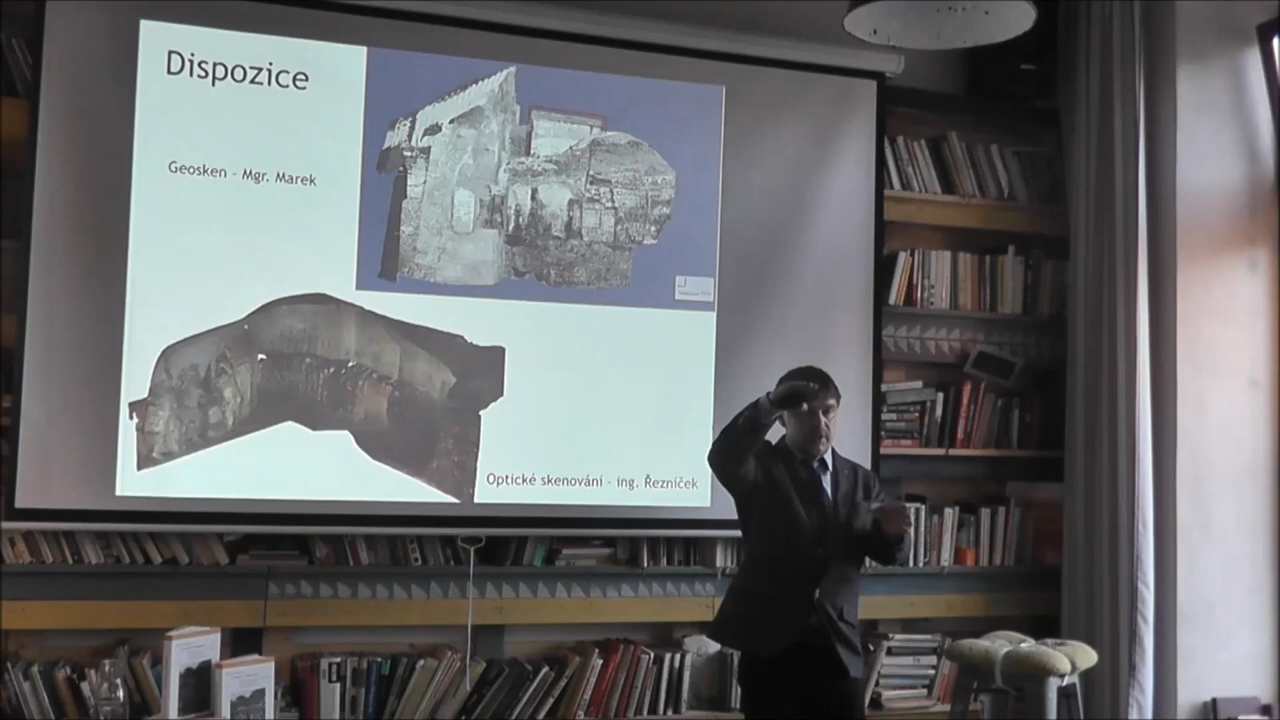 Dispozice
Geosken - Mgr. Marek
Optické skenování - ing. Řezníček